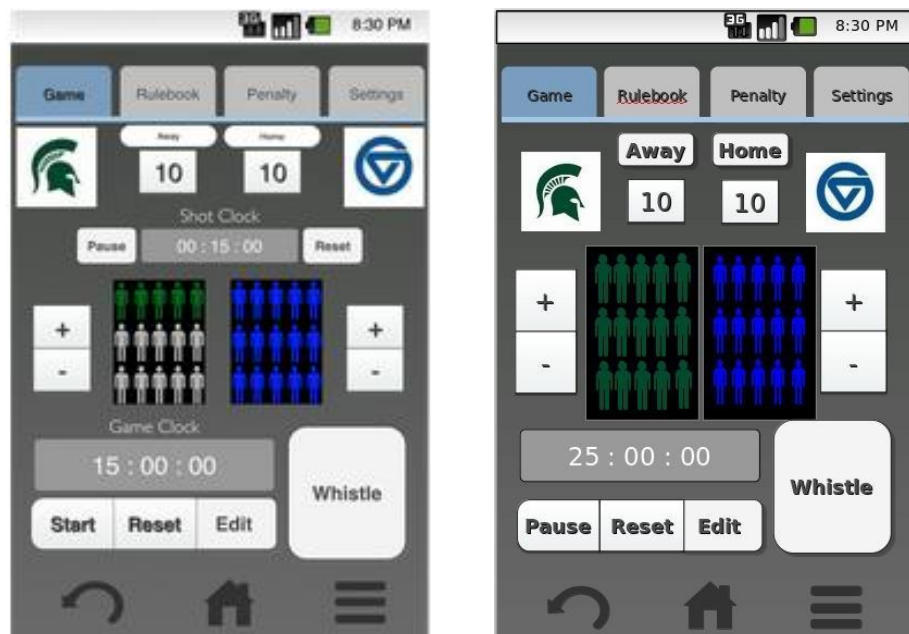 3G 8:30 PM
Game Rulebook Penalty Settings
Away Home
10 10
Shot Clock
Pause 00 : 15 : 00 Reset
+ +
- -
Game Clock
15 : 00 : 00
Whistle
Start Reset Edit
3G 8:30 PM
Game Rulebook Penalty Settings
Away Home
10 10
+ +
- -
25 : 00 : 00
Whistle
Pause Reset Edit